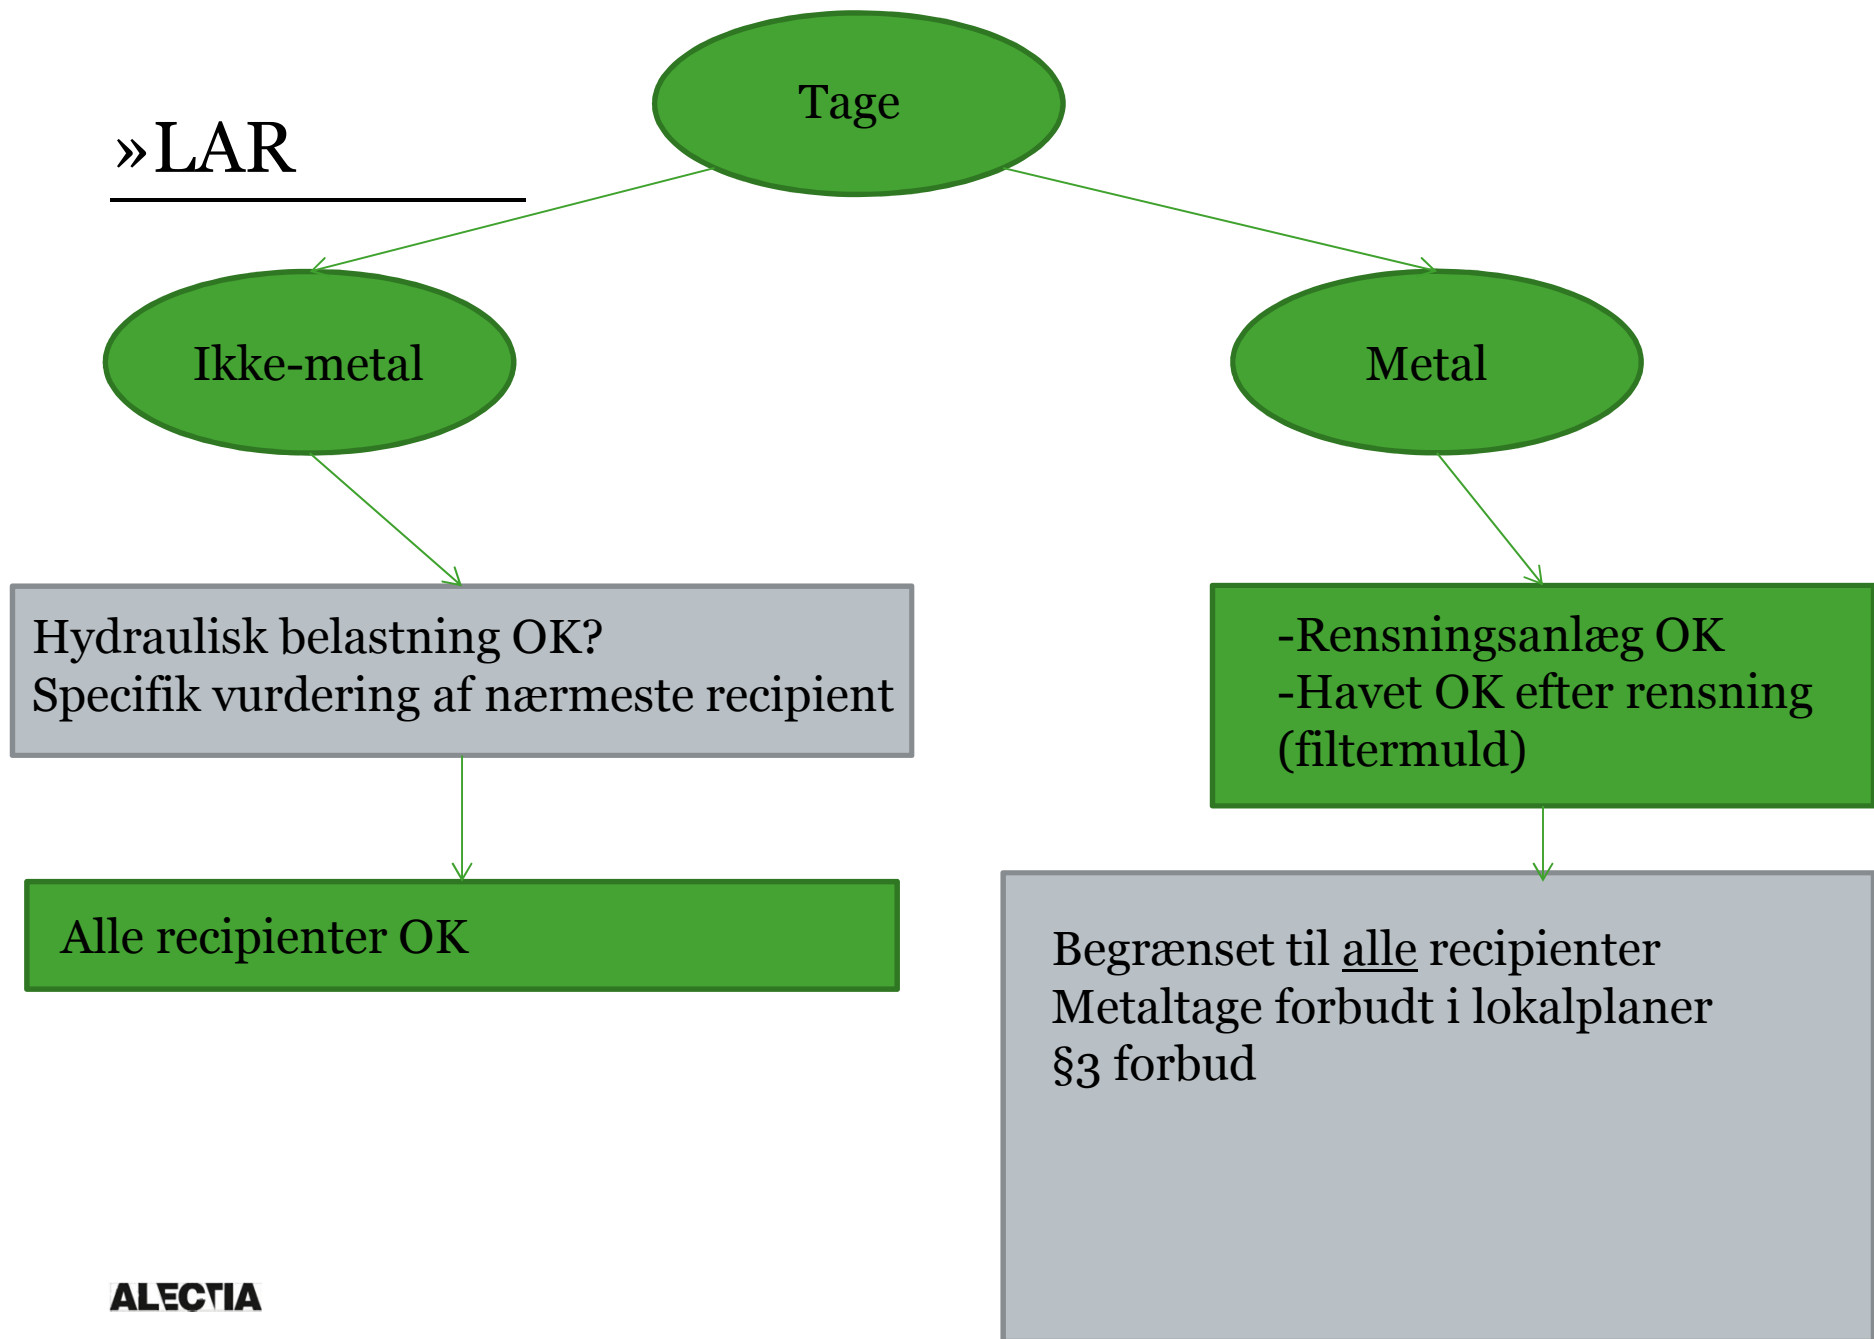 »LAR
Tage
Ikke-metal
Metal
Hydraulisk belastning OK?
Specifik vurdering af nærmeste recipient
-Rensningsanlæg OK
-Havet OK efter rensning
(filtermuld)
Alle recipienter OK
Begrænset til alle recipienter
Metaltage forbudt i lokalplaner
§3 forbud
ALECTIA